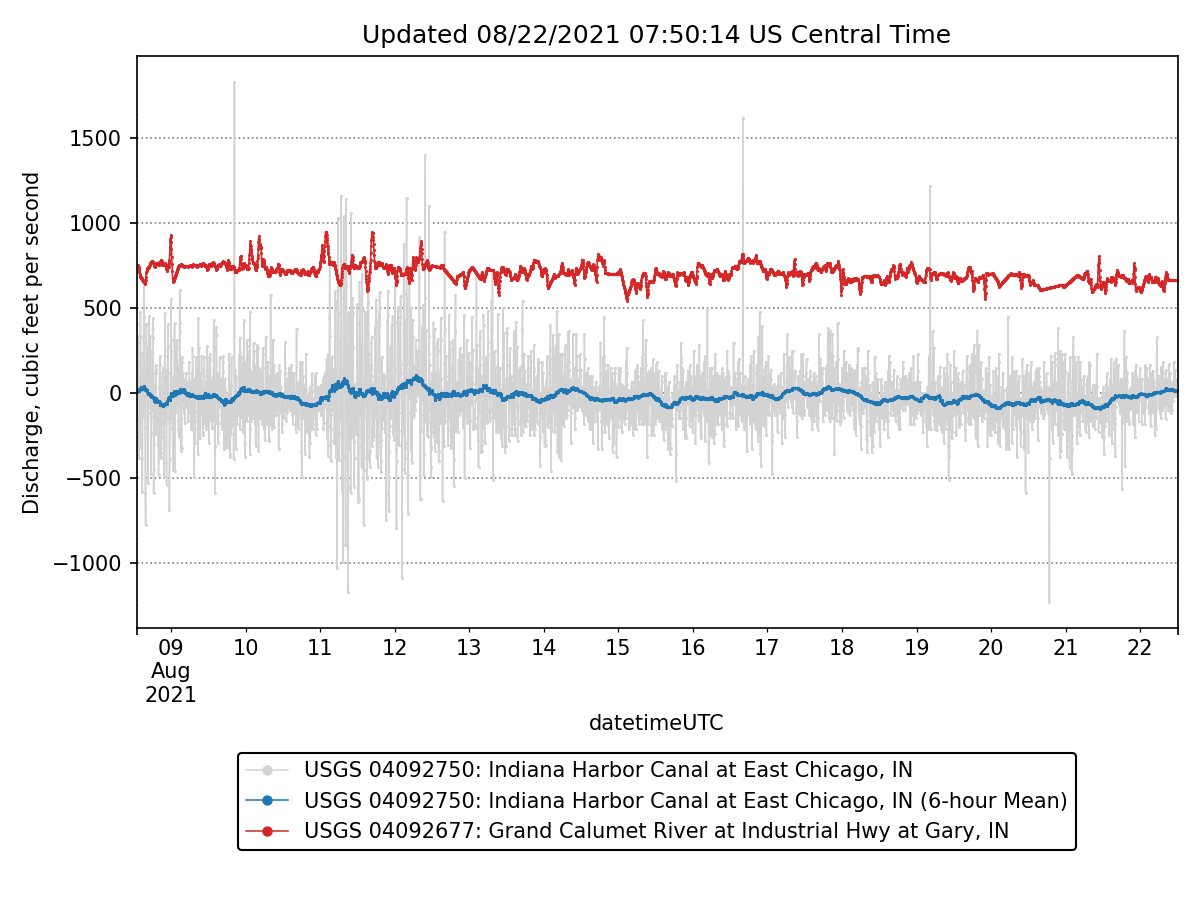 Updated 08/22/2021 07:50:14 US Central Time
Discharge, cubic feet per second
1500
1000
500
0
−500
−1000
09 10 11 12 13 14 15 16 17 18 19 20 21 22
Aug
2021
datetimeUTC
USGS 04092750: Indiana Harbor Canal at East Chicago, IN
USGS 04092750: Indiana Harbor Canal at East Chicago, IN (6-hour Mean)
USGS 04092677: Grand Calumet River at Industrial Hwy at Gary, IN